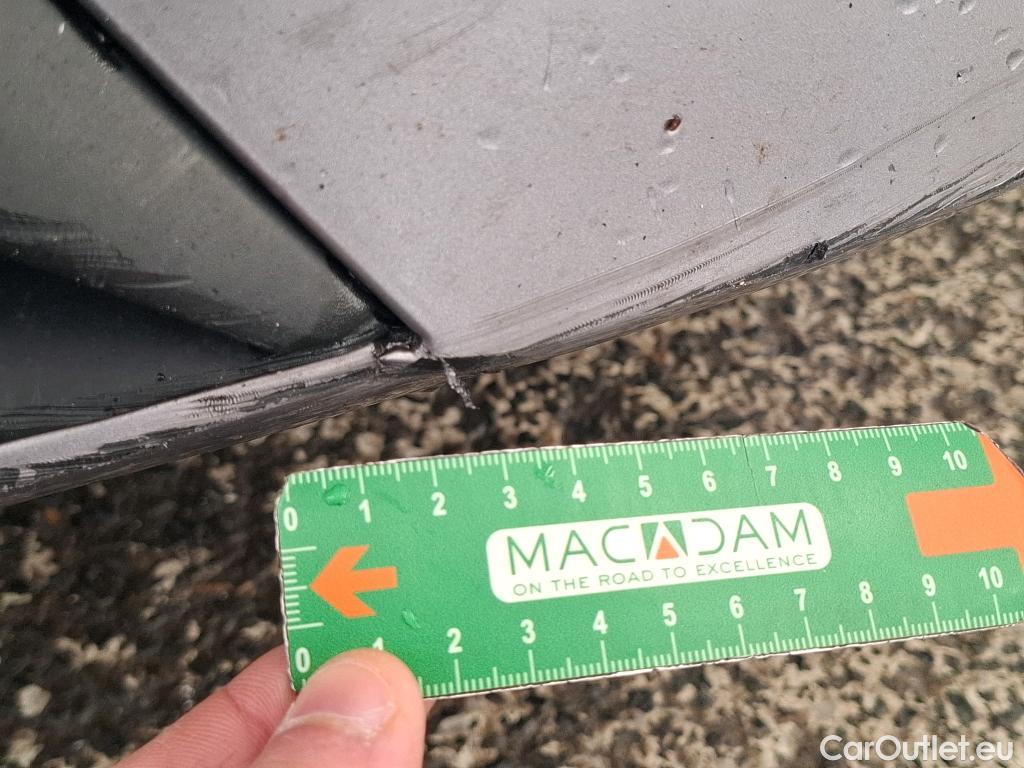 0 1 2 3 4 5 6 7 8 9 10
MACADAM
ON THE ROAD TO EXCELLENCE
0 1 2 3 4 5 6 7 8 9 10
CarOutlet.eu